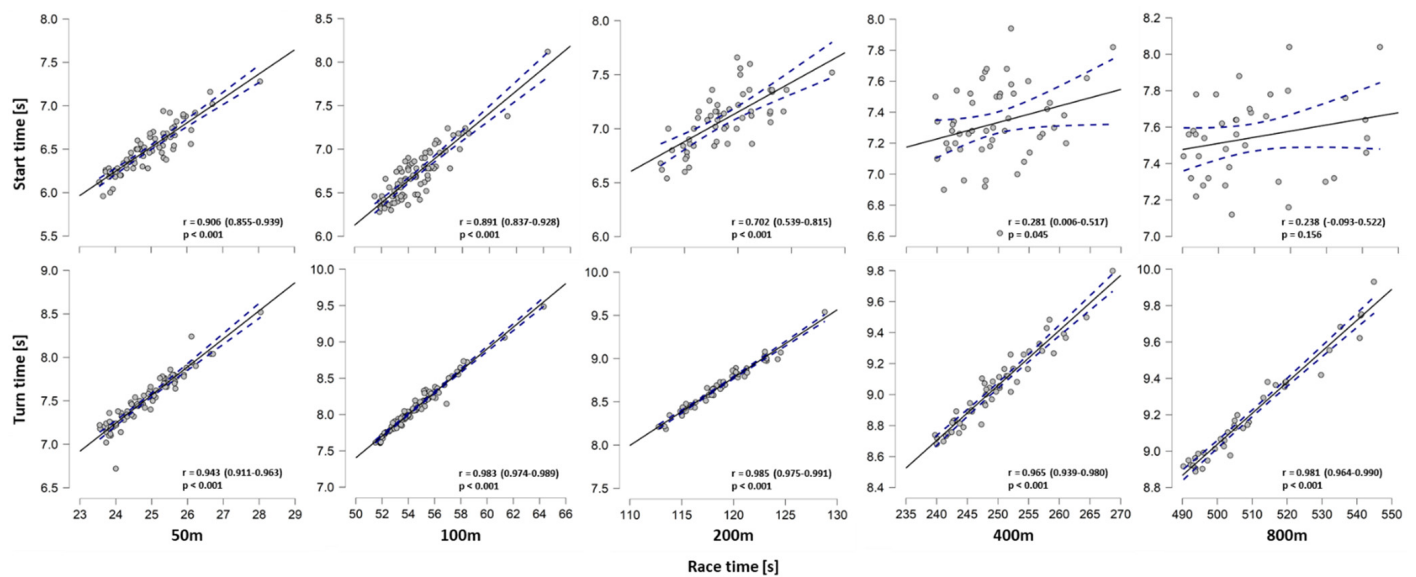 Start time [s]
8.0
7.5
7.0
6.5
6.0
5.5
r = 0.906 (0.855-0.939)
p < 0.001
8.5
8.0
7.5
7.0
6.5
6.0
r = 0.891 (0.837-0.928)
p < 0.001
8.0
7.5
7.0
6.5
6.0
r = 0.702 (0.539-0.815)
p < 0.001
8.0
7.8
7.6
7.4
7.2
7.0
6.8
6.6
r = 0.281 (0.006-0.517)
p = 0.045
8.2
8.0
7.8
7.6
7.4
7.2
7.0
r = 0.238 (-0.093-0.522)
p = 0.156
Turn time [s]
9.0
8.5
8.0
7.5
7.0
6.5
r = 0.943 (0.911-0.963)
p < 0.001
23 24 25 26 27 28 29
50m
10.0
9.5
9.0
8.5
8.0
7.5
7.0
r = 0.983 (0.974-0.989)
p < 0.001
50 52 54 56 58 60 62 64 66
100m
10.0
9.5
9.0
8.5
8.0
7.5
r = 0.985 (0.975-0.991)
p < 0.001
110 115 120 125 130
200m
9.8
9.6
9.4
9.2
9.0
8.8
8.6
8.4
r = 0.965 (0.939-0.980)
p < 0.001
235 240 245 250 255 260 265 270
400m
10.0
9.8
9.6
9.4
9.2
9.0
8.8
r = 0.981 (0.964-0.990)
p < 0.001
490 500 510 520 530 540 550
800m
Race time [s]